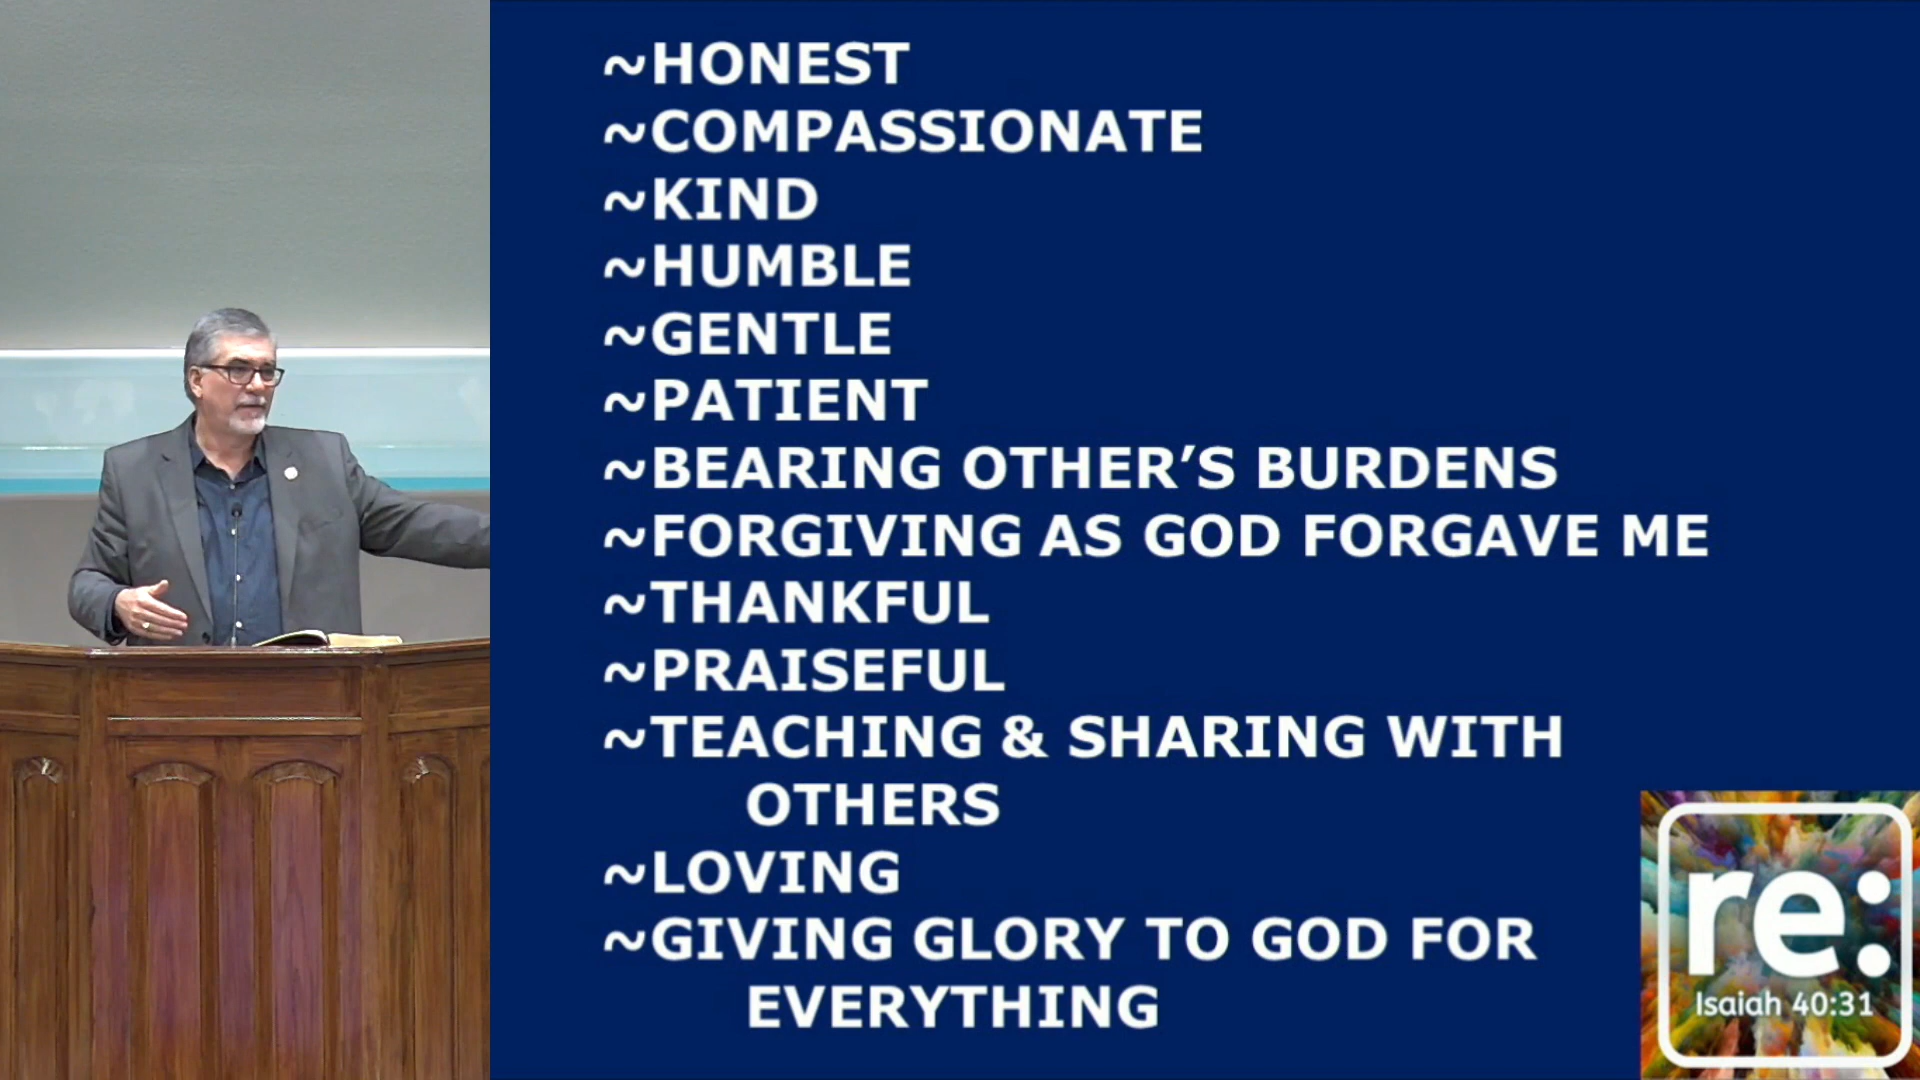 ~HONEST
~COMPASSIONATE
~KIND
~HUMBLE
~GENTLE
~PATIENT
~BEARING OTHER’S BURDENS
~FORGIVING AS GOD FORGAVE ME
~THANKFUL
~PRAISEFUL
~TEACHING & SHARING WITH
OTHERS
~LOVING
~GIVING GLORY TO GOD FOR
EVERYTHING
re:
Isaiah 40:31